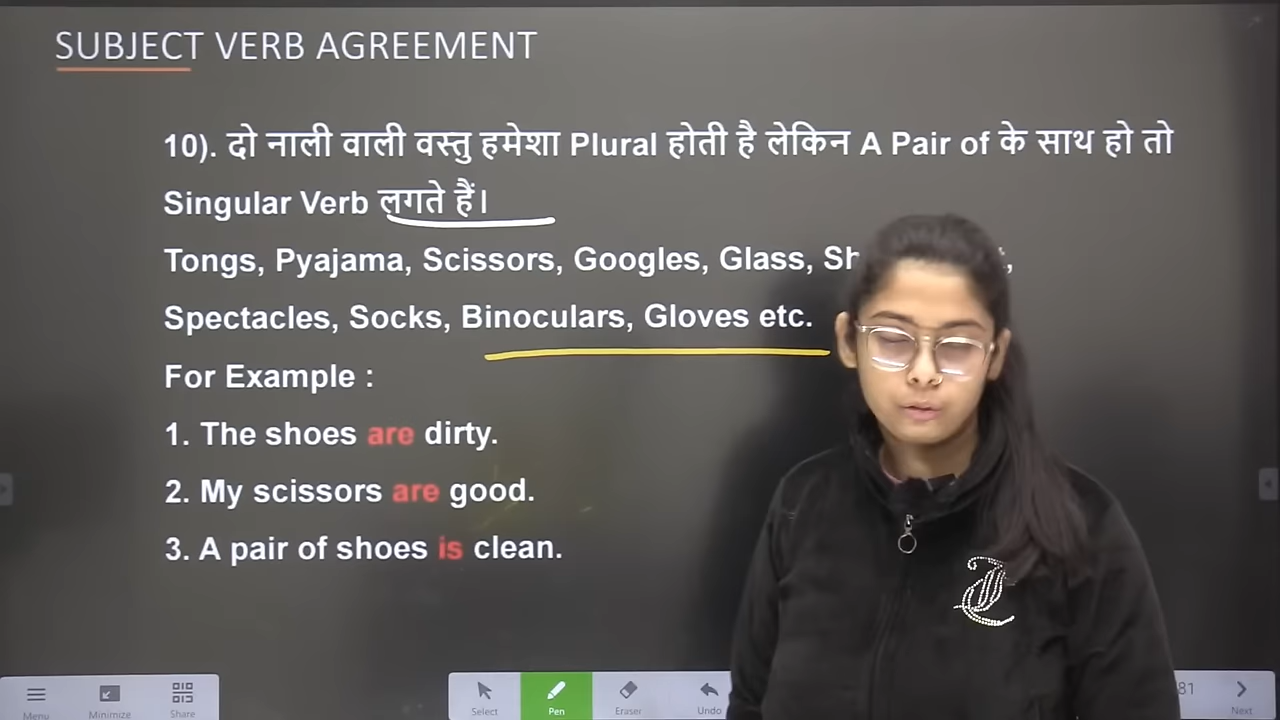 SUBJECT VERB AGREEMENT
10). दो नाली वाली वस्तु हमेशा Plural होती है लेकिन A Pair of के साथ हो तो
Singular Verb लगते हैं।
Tongs, Pyajama, Scissors, Googles, Glass,
Spectacles, Socks, Binoculars, Gloves etc.
For Example :
1. The shoes are dirty.
2. My scissors are good.
3. A pair of shoes is clean.
Menu Minimize Share Select Pen Eraser Undo 81 Next